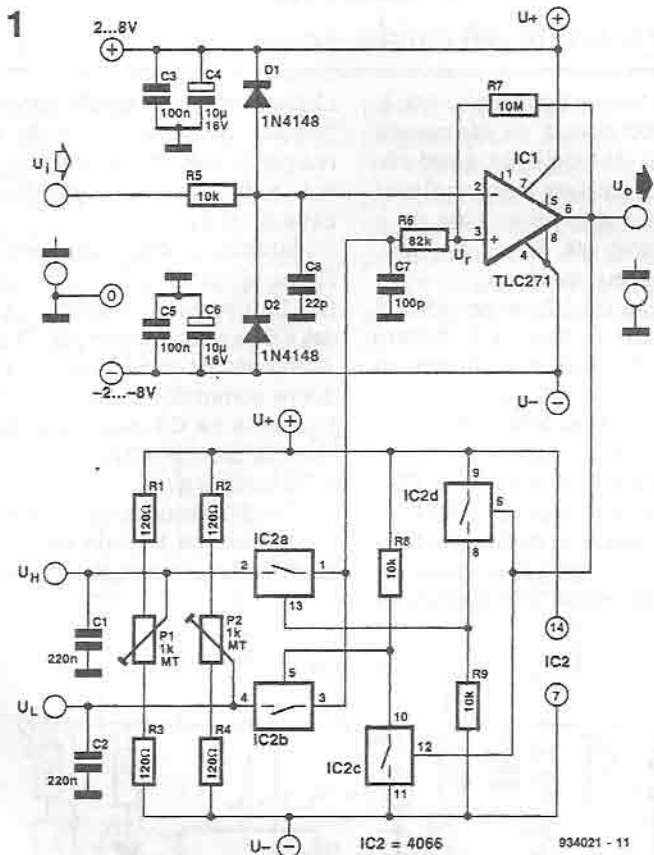 1
2...8V
U+
C3
100n
C4
10µ
16V
D1
1N4148
R7
10M
IC1
Ui
R5
10k
R6
82k
Ur
1
7
5
2
3
6
4
8
TLC271
Uo
0
C5
100n
C6
10µ
16V
C8
22p
C7
100p
D2
1N4148
-2...-8V
U-
U+
R1
120Ω
R2
120Ω
IC2a
2
1
13
R8
10k
IC2d
9
8
UH
C1
220n
P1
1k
MT
P2
1k
MT
14
IC2
7
UL
C2
220n
5
4
3
IC2b
R9
10k
R3
120Ω
R4
120Ω
IC2c
10
12
11
U-
IC2 = 4066
934021 - 11